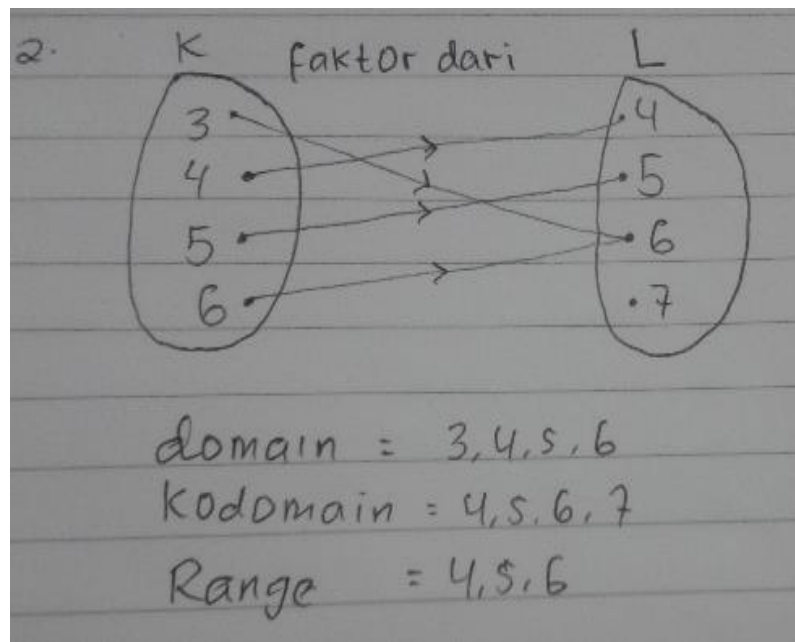 2. K faktor dari L
3 4
4 5
5 6
6 7
domain = 3,4,5,6
Kodomain = 4,5,6,7
Range = 4,5,6